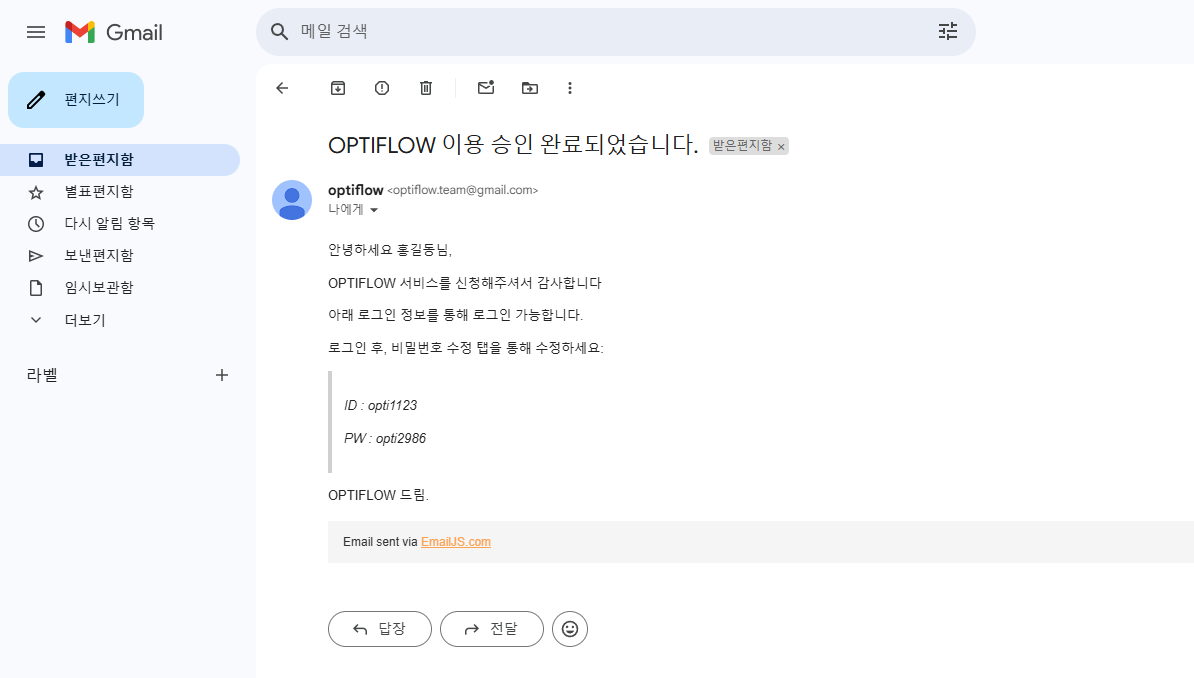 Gmail
메일 검색
편지쓰기
받은편지함
별표편지함
다시 알림 항목
보낸편지함
임시보관함
더보기
라벨
OPTIFLOW 이용 승인 완료되었습니다. 받은편지함 ×
optiflow <optiflow.team@gmail.com>
나에게
안녕하세요 홍길동님,
OPTIFLOW 서비스를 신청해주셔서 감사합니다
아래 로그인 정보를 통해 로그인 가능합니다.
로그인 후, 비밀번호 수정 탭을 통해 수정하세요:
ID : opti1123
PW : opti2986
OPTIFLOW 드림.
Email sent via EmailJS.com
답장
전달